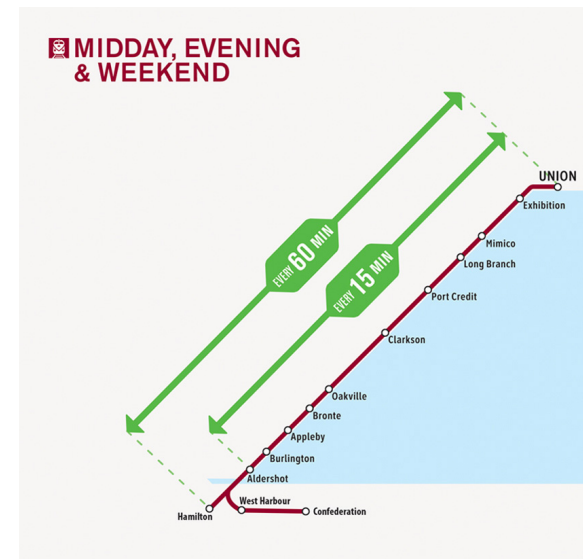 MIDDAY, EVENING
& WEEKEND
UNION
Exhibition
Mimico
Long Branch
EVERY 60 MIN
EVERY 15 MIN
Port Credit
Clarkson
Oakville
Bronte
Appleby
Burlington
Aldershot
West Harbour
Hamilton
Confederation